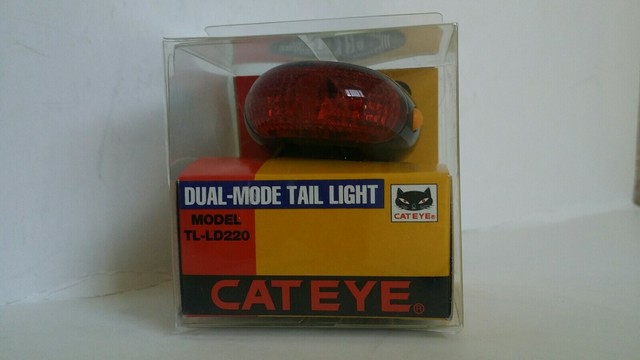 DUAL-MODE TAIL LIGHT
MODEL
TL-LD220
CATEYE®
CATEYE®